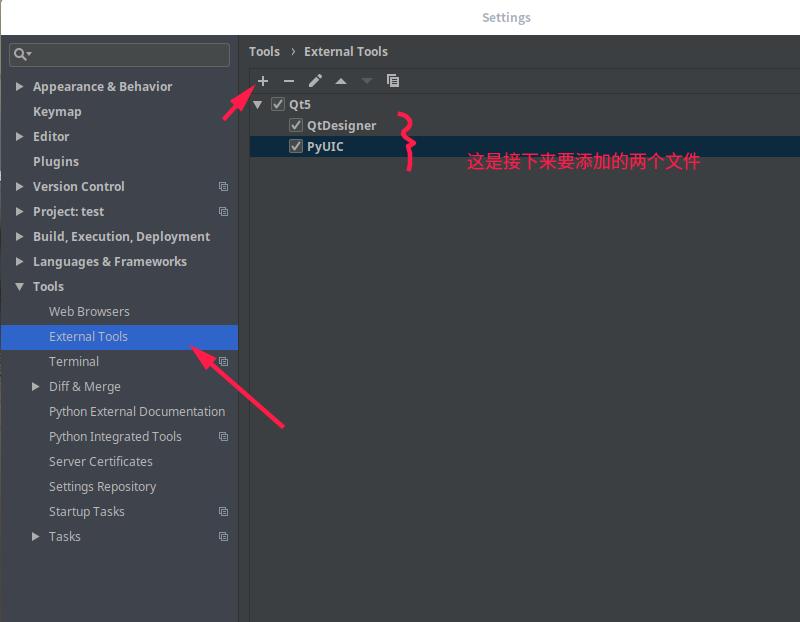 Settings
Tools › External Tools
Appearance & Behavior
Keymap
Editor
Plugins
Version Control
Project: test
Build, Execution, Deployment
Languages & Frameworks
Tools
Web Browsers
External Tools
Terminal
Diff & Merge
Python External Documentation
Python Integrated Tools
Server Certificates
Settings Repository
Startup Tasks
Tasks
Qt5
QtDesigner
PyUIC
这是接下来要添加的两个文件